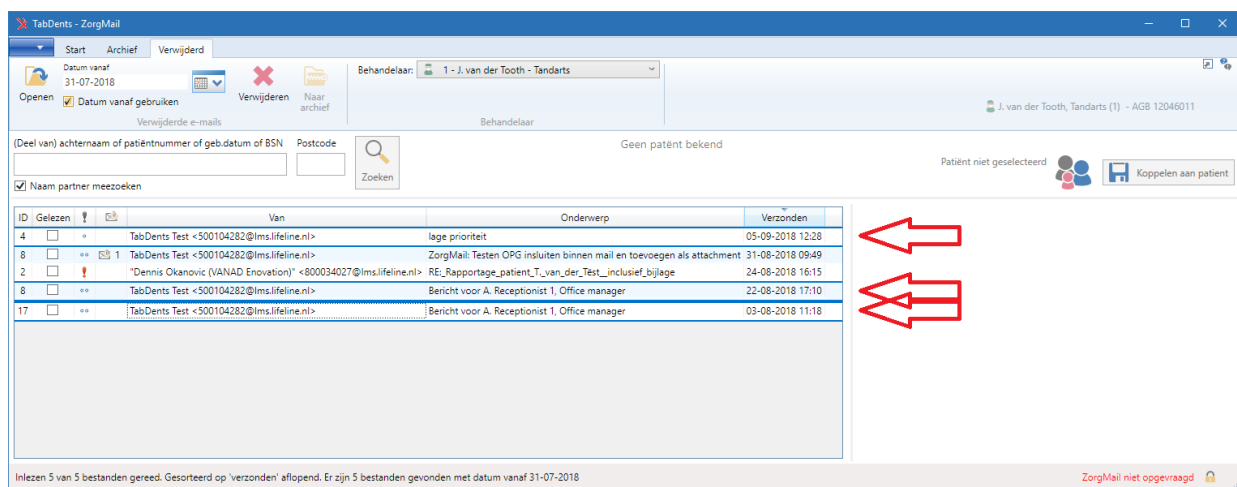 TabDents - ZorgMail
Start Archief Verwijderd
Datum vanaf
31-07-2018
Openen
Datum vanaf gebruiken
Verwijderen
Naar
archief
Verwijderde e-mails
Behandelaar: 1 - J. van der Tooth - Tandarts
Behandelaar
J. van der Tooth, Tandarts (1) - AGB 12046011
(Deel van) achternaam of patiëntnummer of geb.datum of BSN Postcode
Zoeken
Naam partner meezoeken
Geen patënt bekend
Patiënt niet geselecteerd
Koppelen aan patient
ID Gelezen Van Onderwerp Verzonden
4 TabDents Test <500104282@lms.lifeline.nl> lage prioriteit 05-09-2018 12:28
8 1 TabDents Test <500104282@lms.lifeline.nl> ZorgMail: Testen OPG insluiten binnen mail en toevoegen als attachment 31-08-2018 09:49
2 "Dennis Okanovic (VANAD Enovation)" <800034027@lms.lifeline.nl> RE:_Rapportage_patient_T._van_der_Tëst__inclusief_bijlage 24-08-2018 16:15
8 TabDents Test <500104282@lms.lifeline.nl> Bericht voor A. Receptionist 1, Office manager 22-08-2018 17:10
17 TabDents Test <500104282@lms.lifeline.nl> Bericht voor A. Receptionist 1, Office manager 03-08-2018 11:18
Inlezen 5 van 5 bestanden gereed. Gesorteerd op 'verzonden' aflopend. Er zijn 5 bestanden gevonden met datum vanaf 31-07-2018
ZorgMail niet opgevraagd